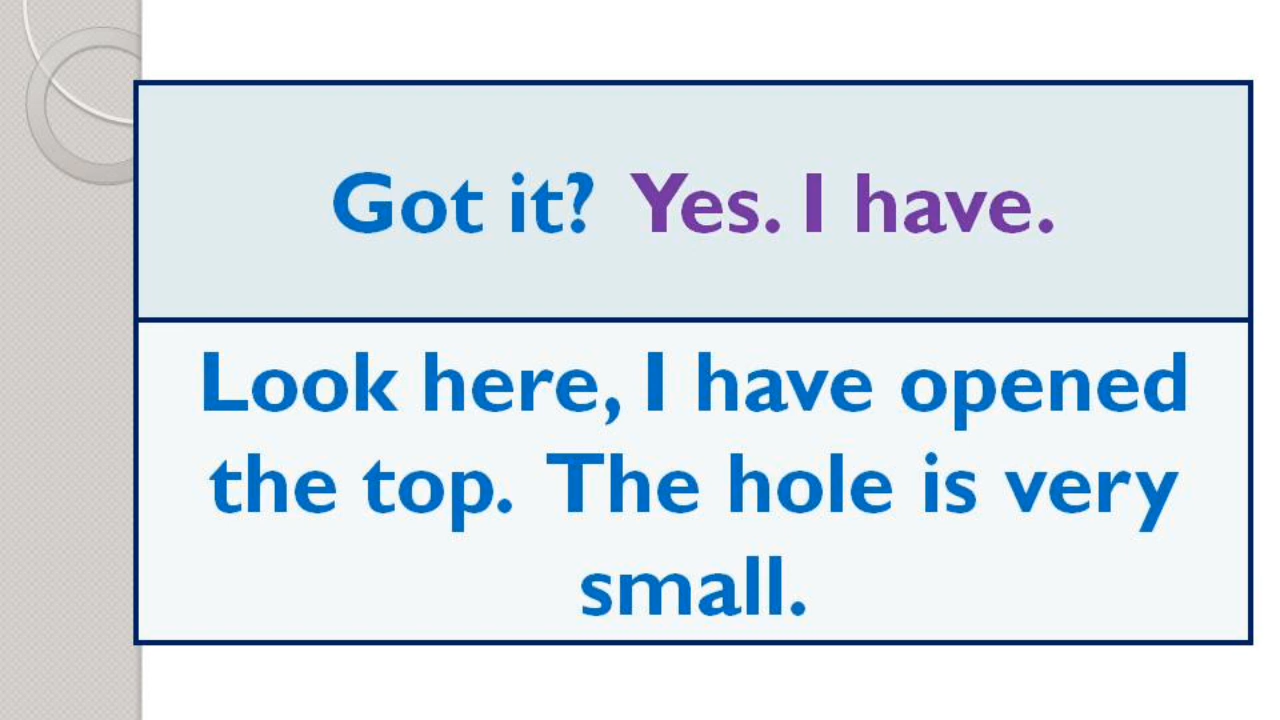 Got it? Yes. I have.
Look here, I have opened
the top. The hole is very
small.